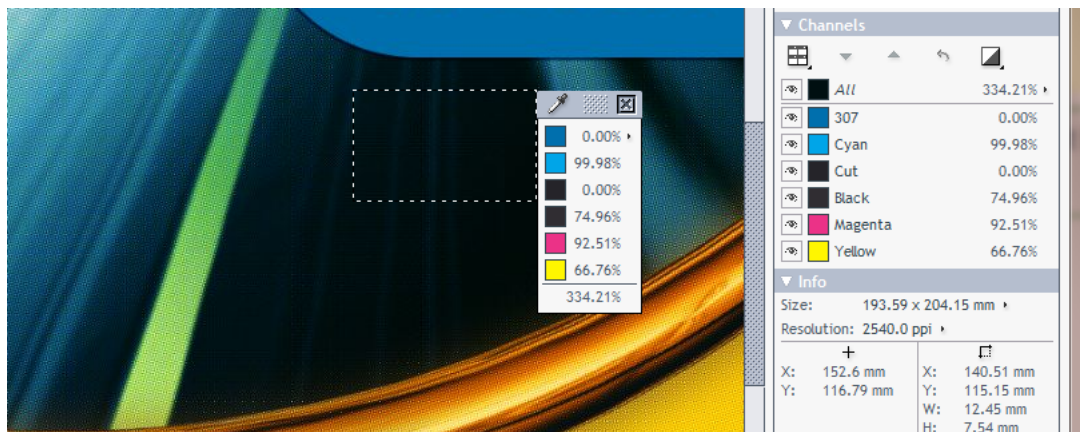 0.00%
99.98%
0.00%
74.96%
92.51%
66.76%
334.21%
Channels
All 334.21%
307 0.00%
Cyan 99.98%
Cut 0.00%
Black 74.96%
Magenta 92.51%
Yellow 66.76%
Info
Size: 193.59 x 204.15 mm
Resolution: 2540.0 ppi
X: 152.6 mm X: 140.51 mm
Y: 116.79 mm Y: 115.15 mm
W: 12.45 mm
H: 7.54 mm